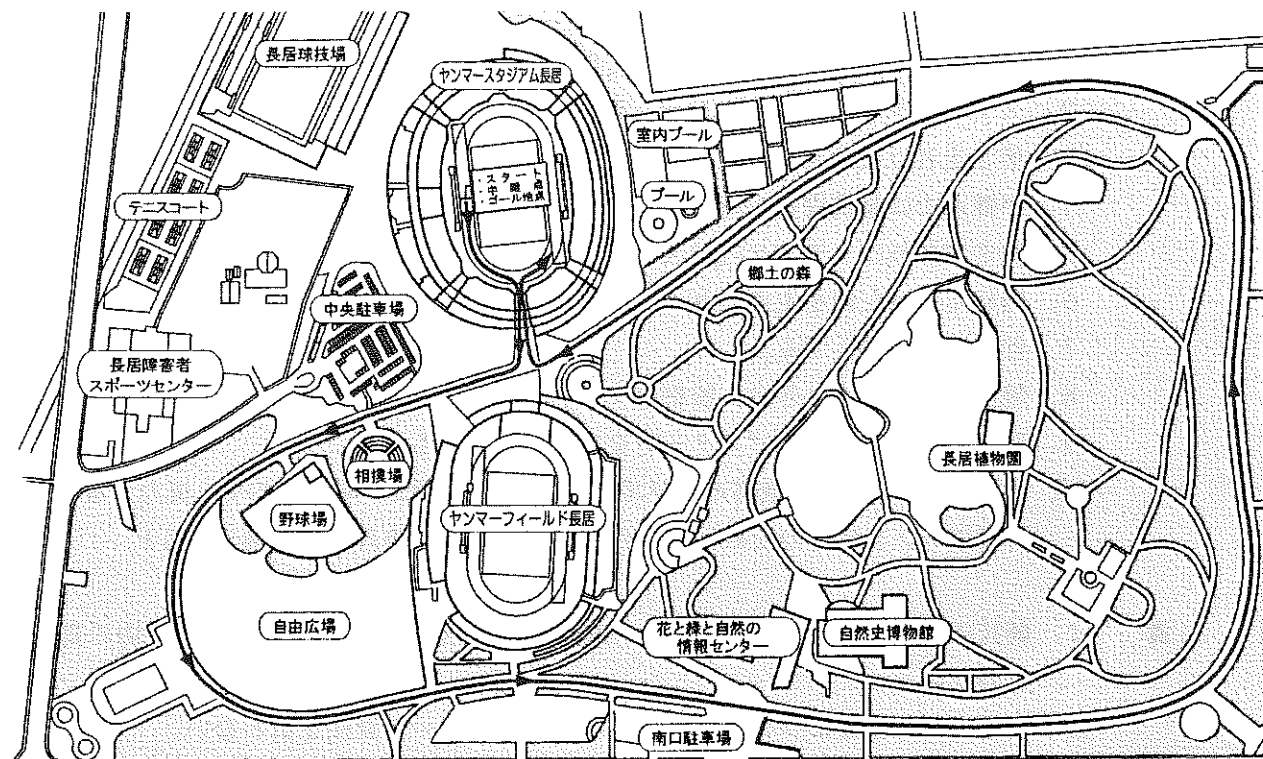 長居球技場
ヤンマースタジアム長居
室内プール
・スタート
・中間点
・ゴール地点
プール
テニスコート
郷土の森
中央駐車場
長居障害者
スポーツセンター
相撲場
長居植物園
野球場
ヤンマーフィールド長居
自由広場
花と緑と自然の
情報センター
自然史博物館
南口駐車場